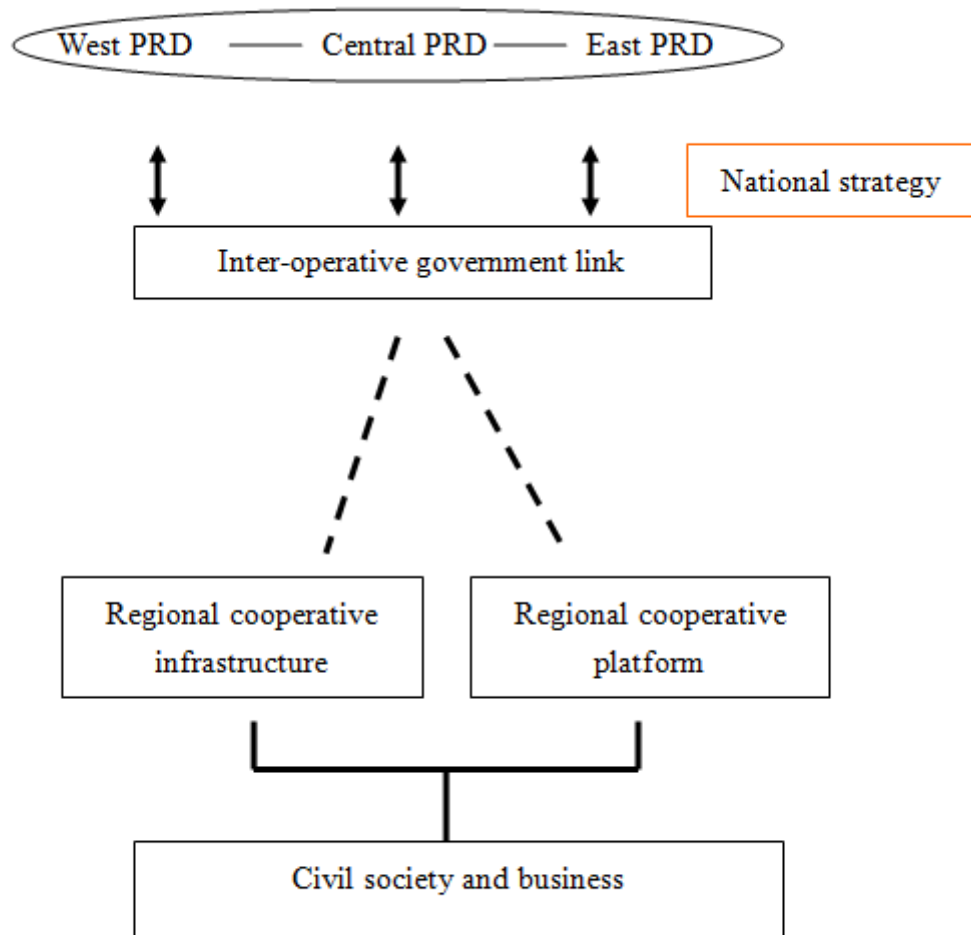 West PRD Central PRD East PRD
National strategy
Inter-operative government link
Regional cooperative
infrastructure
Regional cooperative
platform
Civil society and business